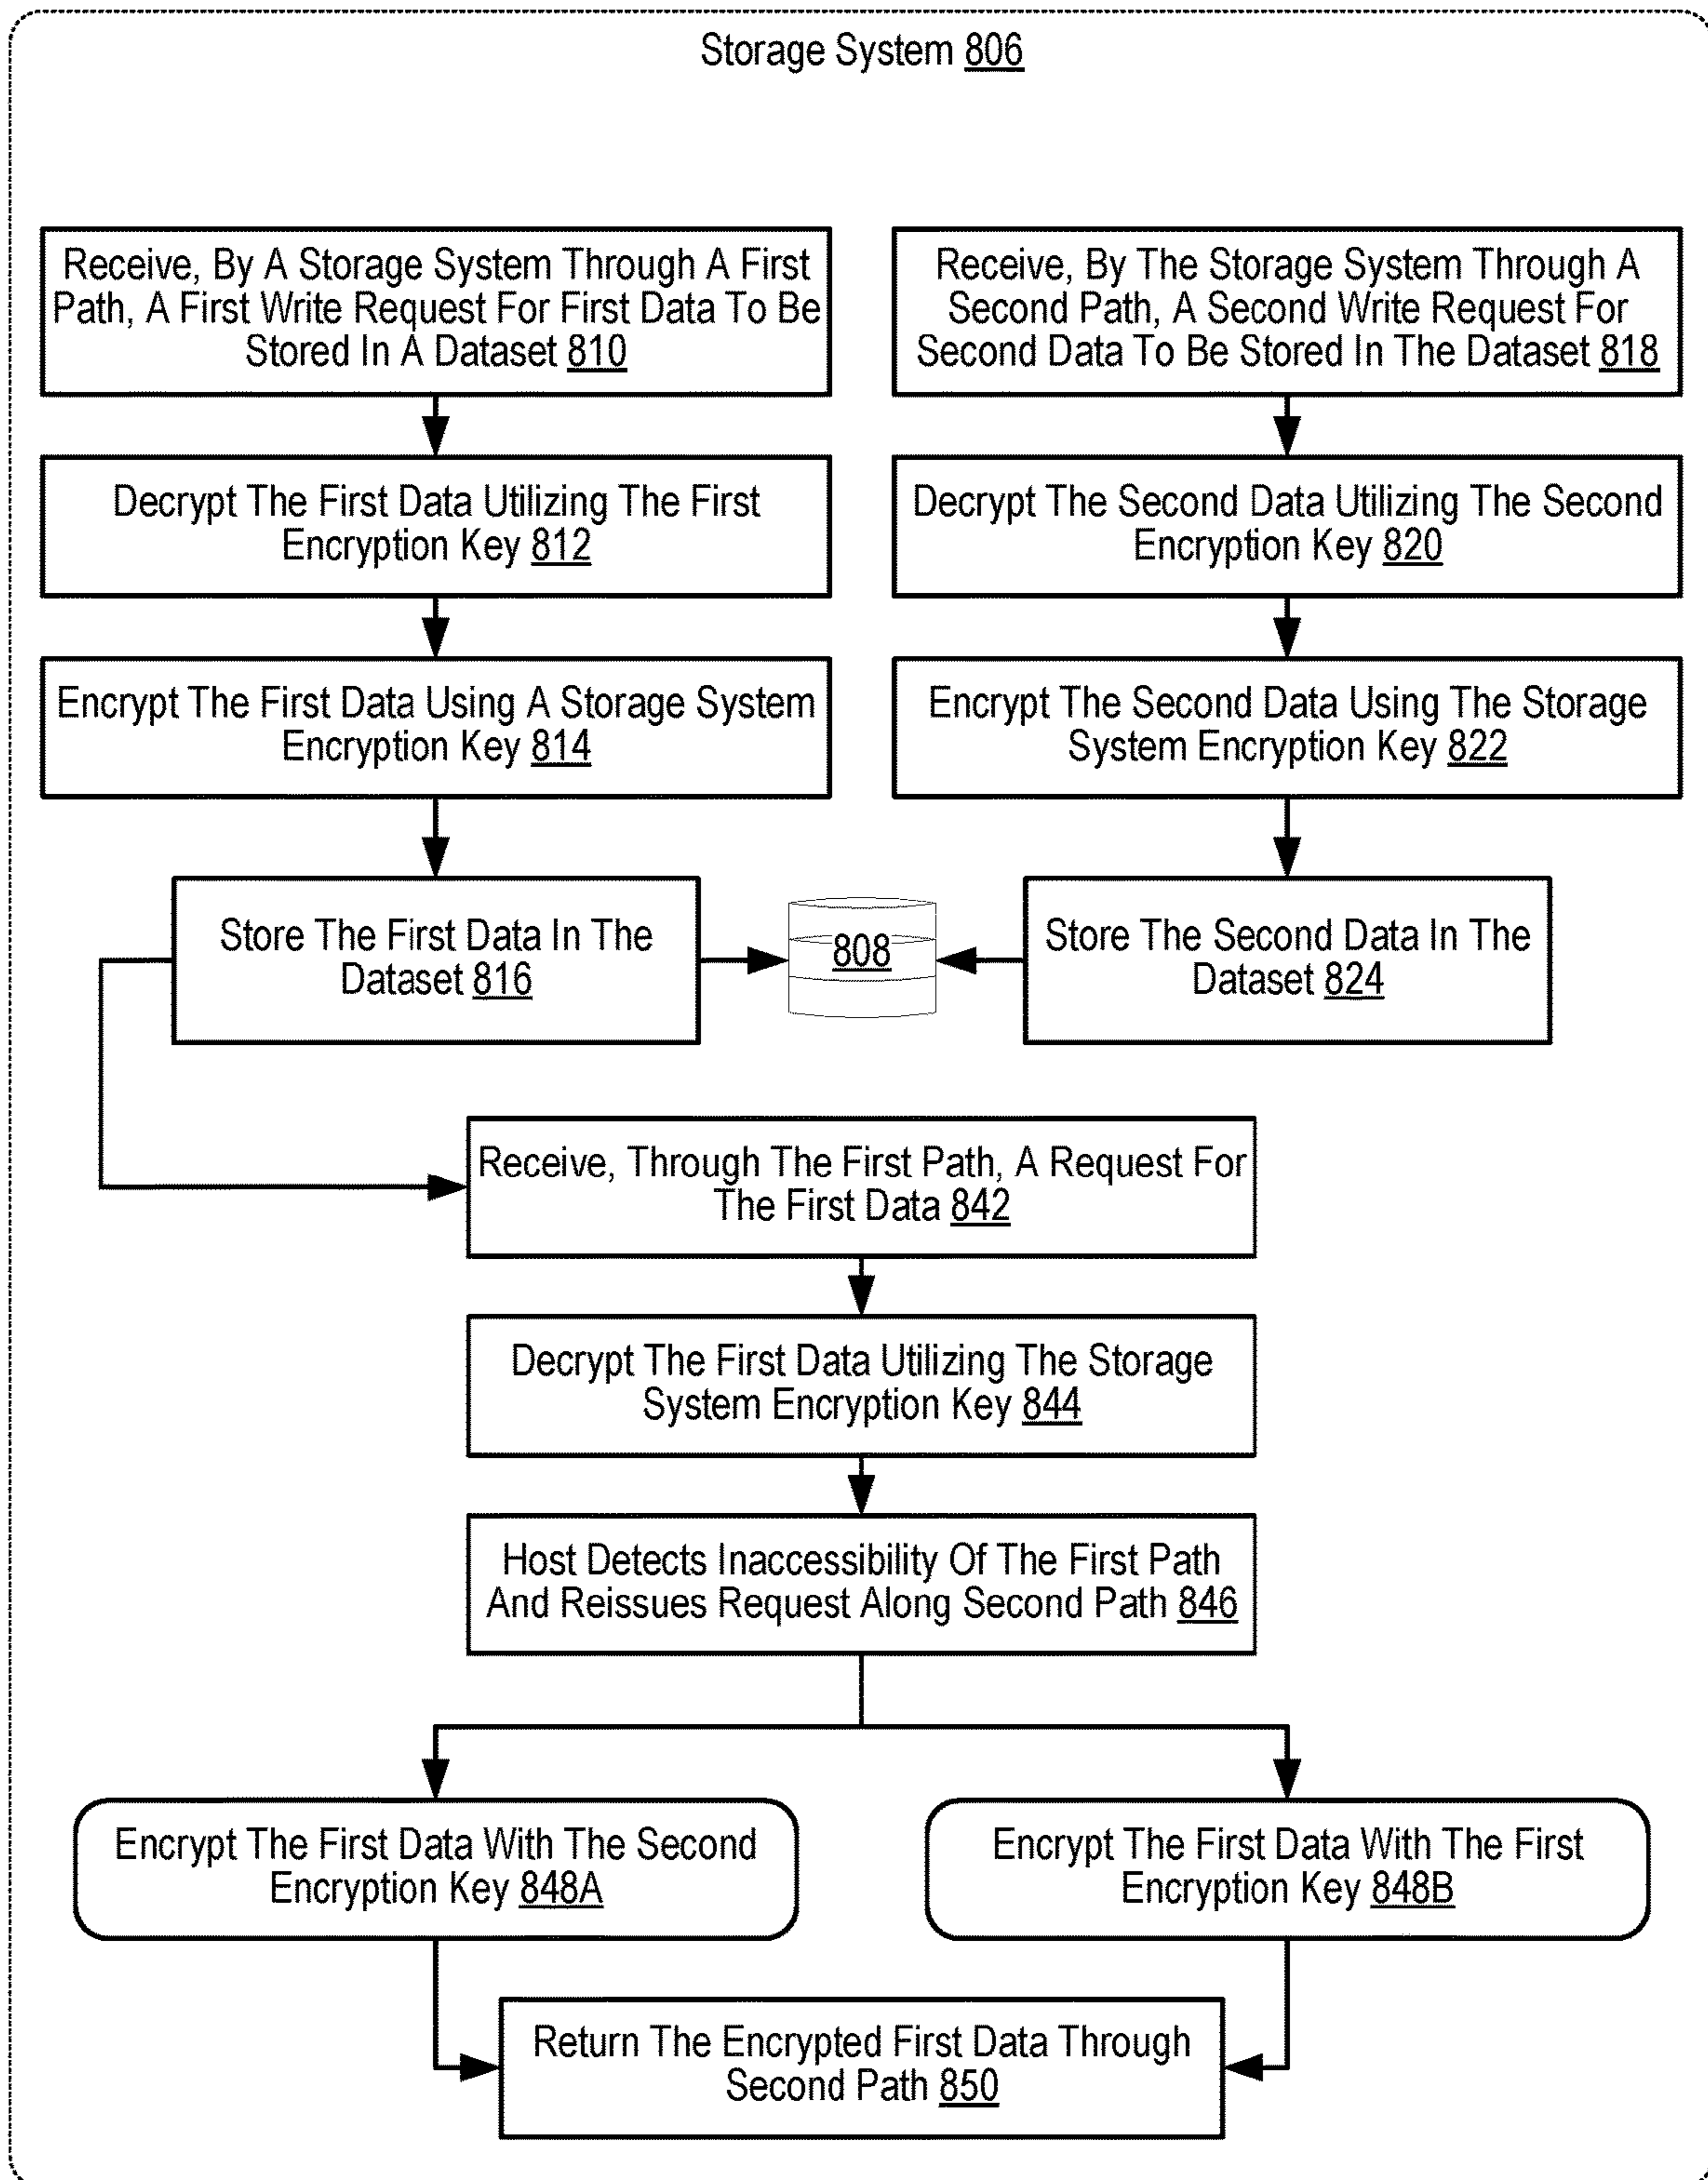 Storage System 806
Receive, By A Storage System Through A First
Path, A First Write Request For First Data To Be
Stored In A Dataset 810
Receive, By The Storage System Through A
Second Path, A Second Write Request For
Second Data To Be Stored In The Dataset 818
Decrypt The First Data Utilizing The First
Encryption Key 812
Decrypt The Second Data Utilizing The Second
Encryption Key 820
Encrypt The First Data Using A Storage System
Encryption Key 814
Encrypt The Second Data Using The Storage
System Encryption Key 822
Store The First Data In The
Dataset 816
808
Store The Second Data In The
Dataset 824
Receive, Through The First Path, A Request For
The First Data 842
Decrypt The First Data Utilizing The Storage
System Encryption Key 844
Host Detects Inaccessibility Of The First Path
And Reissues Request Along Second Path 846
Encrypt The First Data With The Second
Encryption Key 848A
Encrypt The First Data With The First
Encryption Key 848B
Return The Encrypted First Data Through
Second Path 850